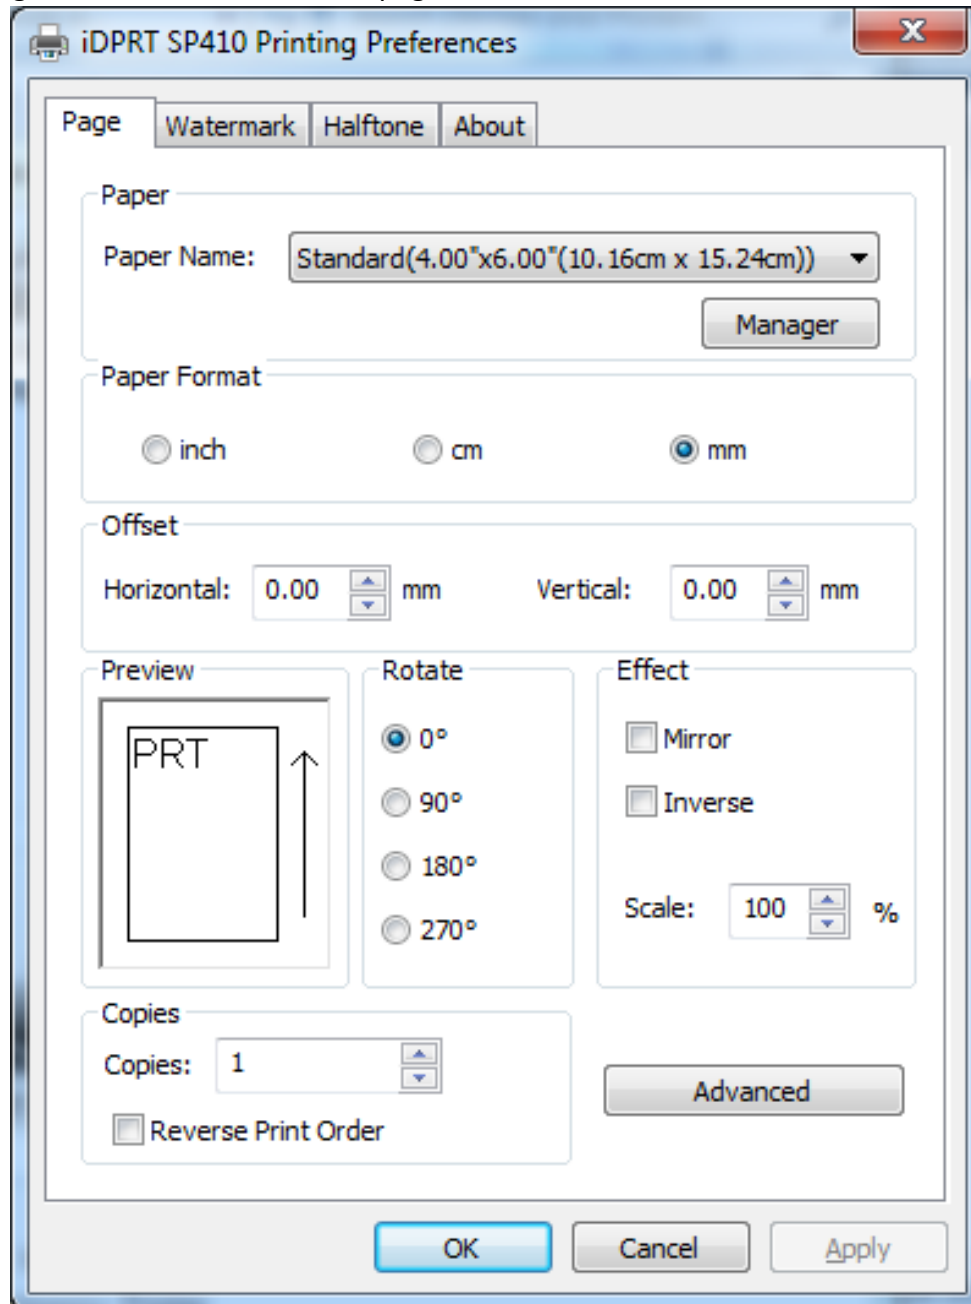 iDPRT SP410 Printing Preferences
Page Watermark Halftone About
Paper
Paper Name: Standard(4.00"x6.00"(10.16cm x 15.24cm))
Manager
Paper Format
inch cm mm
Offset
Horizontal: 0.00 mm Vertical: 0.00 mm
Preview
PRT
Rotate
0°
90°
180°
270°
Effect
Mirror
Inverse
Scale: 100 %
Copies
Copies: 1
Reverse Print Order
Advanced
OK Cancel Apply